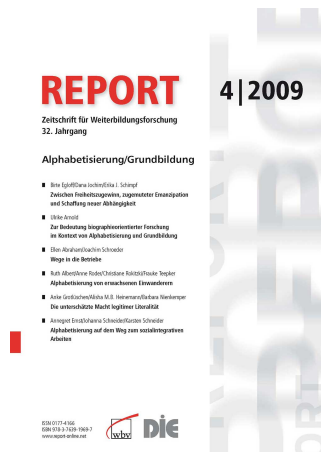 REPORT
4 | 2009
Zeitschrift für Weiterbildungsforschung
32. Jahrgang
Alphabetisierung/Grundbildung
Birte Egloff/Dana Jochim/Erika J. Schimpf
Zwischen Freiheitszugewinn, zugemuteter Emanzipation
und Schaffung neuer Abhängigkeit
Ulrike Arnold
Zur Bedeutung biographieorientierter Forschung
im Kontext von Alphabetisierung und Grundbildung
Ellen Abraham/Joachim Schroeder
Wege in die Betriebe
Ruth Albert/Anne Roder/Christiane Rokitzki/Frauke Teepker
Alphabetisierung von erwachsenen Einwanderern
Anke Grotlüschen/Alisha M.B. Heinemann/Barbara Nienkemper
Die unterschätzte Macht legitimer Literalität
Annegret Ernst/Johanna Schneider/Karsten Schneider
Alphabetisierung auf dem Weg zum sozialintegrativen
Arbeiten
ISSN 0177-4166
ISBN 978-3-7639-1969-7
www.report-online.net
wbv
DIE
REPORT